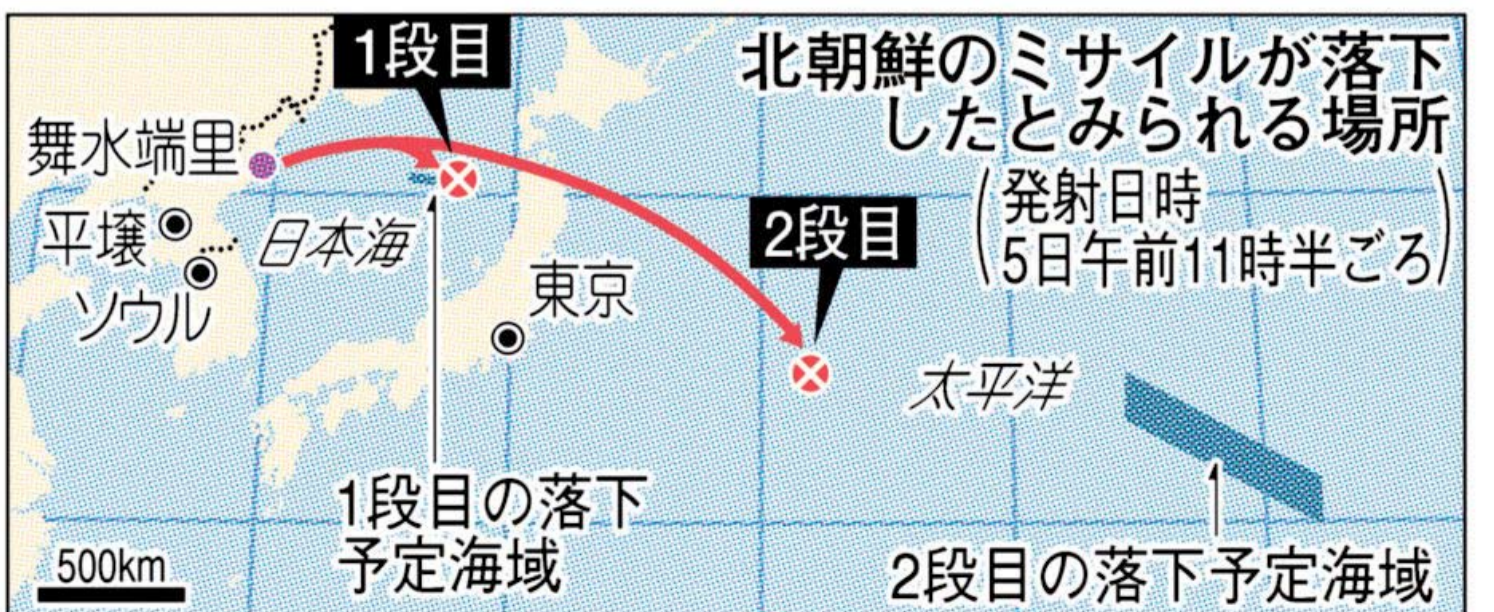 北朝鮮のミサイルが落下
したとみられる場所
(発射日時
5日午前11時半ごろ)
1段目
舞水端里
平壌
ソウル
日本海
2段目
東京
太平洋
1段目の落下
予定海域
2段目の落下予定海域
500km